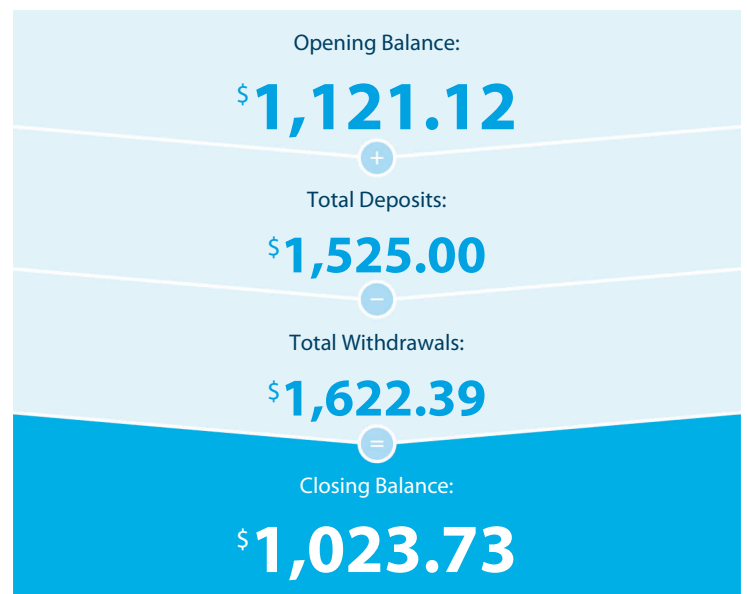 Opening Balance:
$1,121.12
+
Total Deposits:
$1,525.00
−
Total Withdrawals:
$1,622.39
=
Closing Balance:
$1,023.73